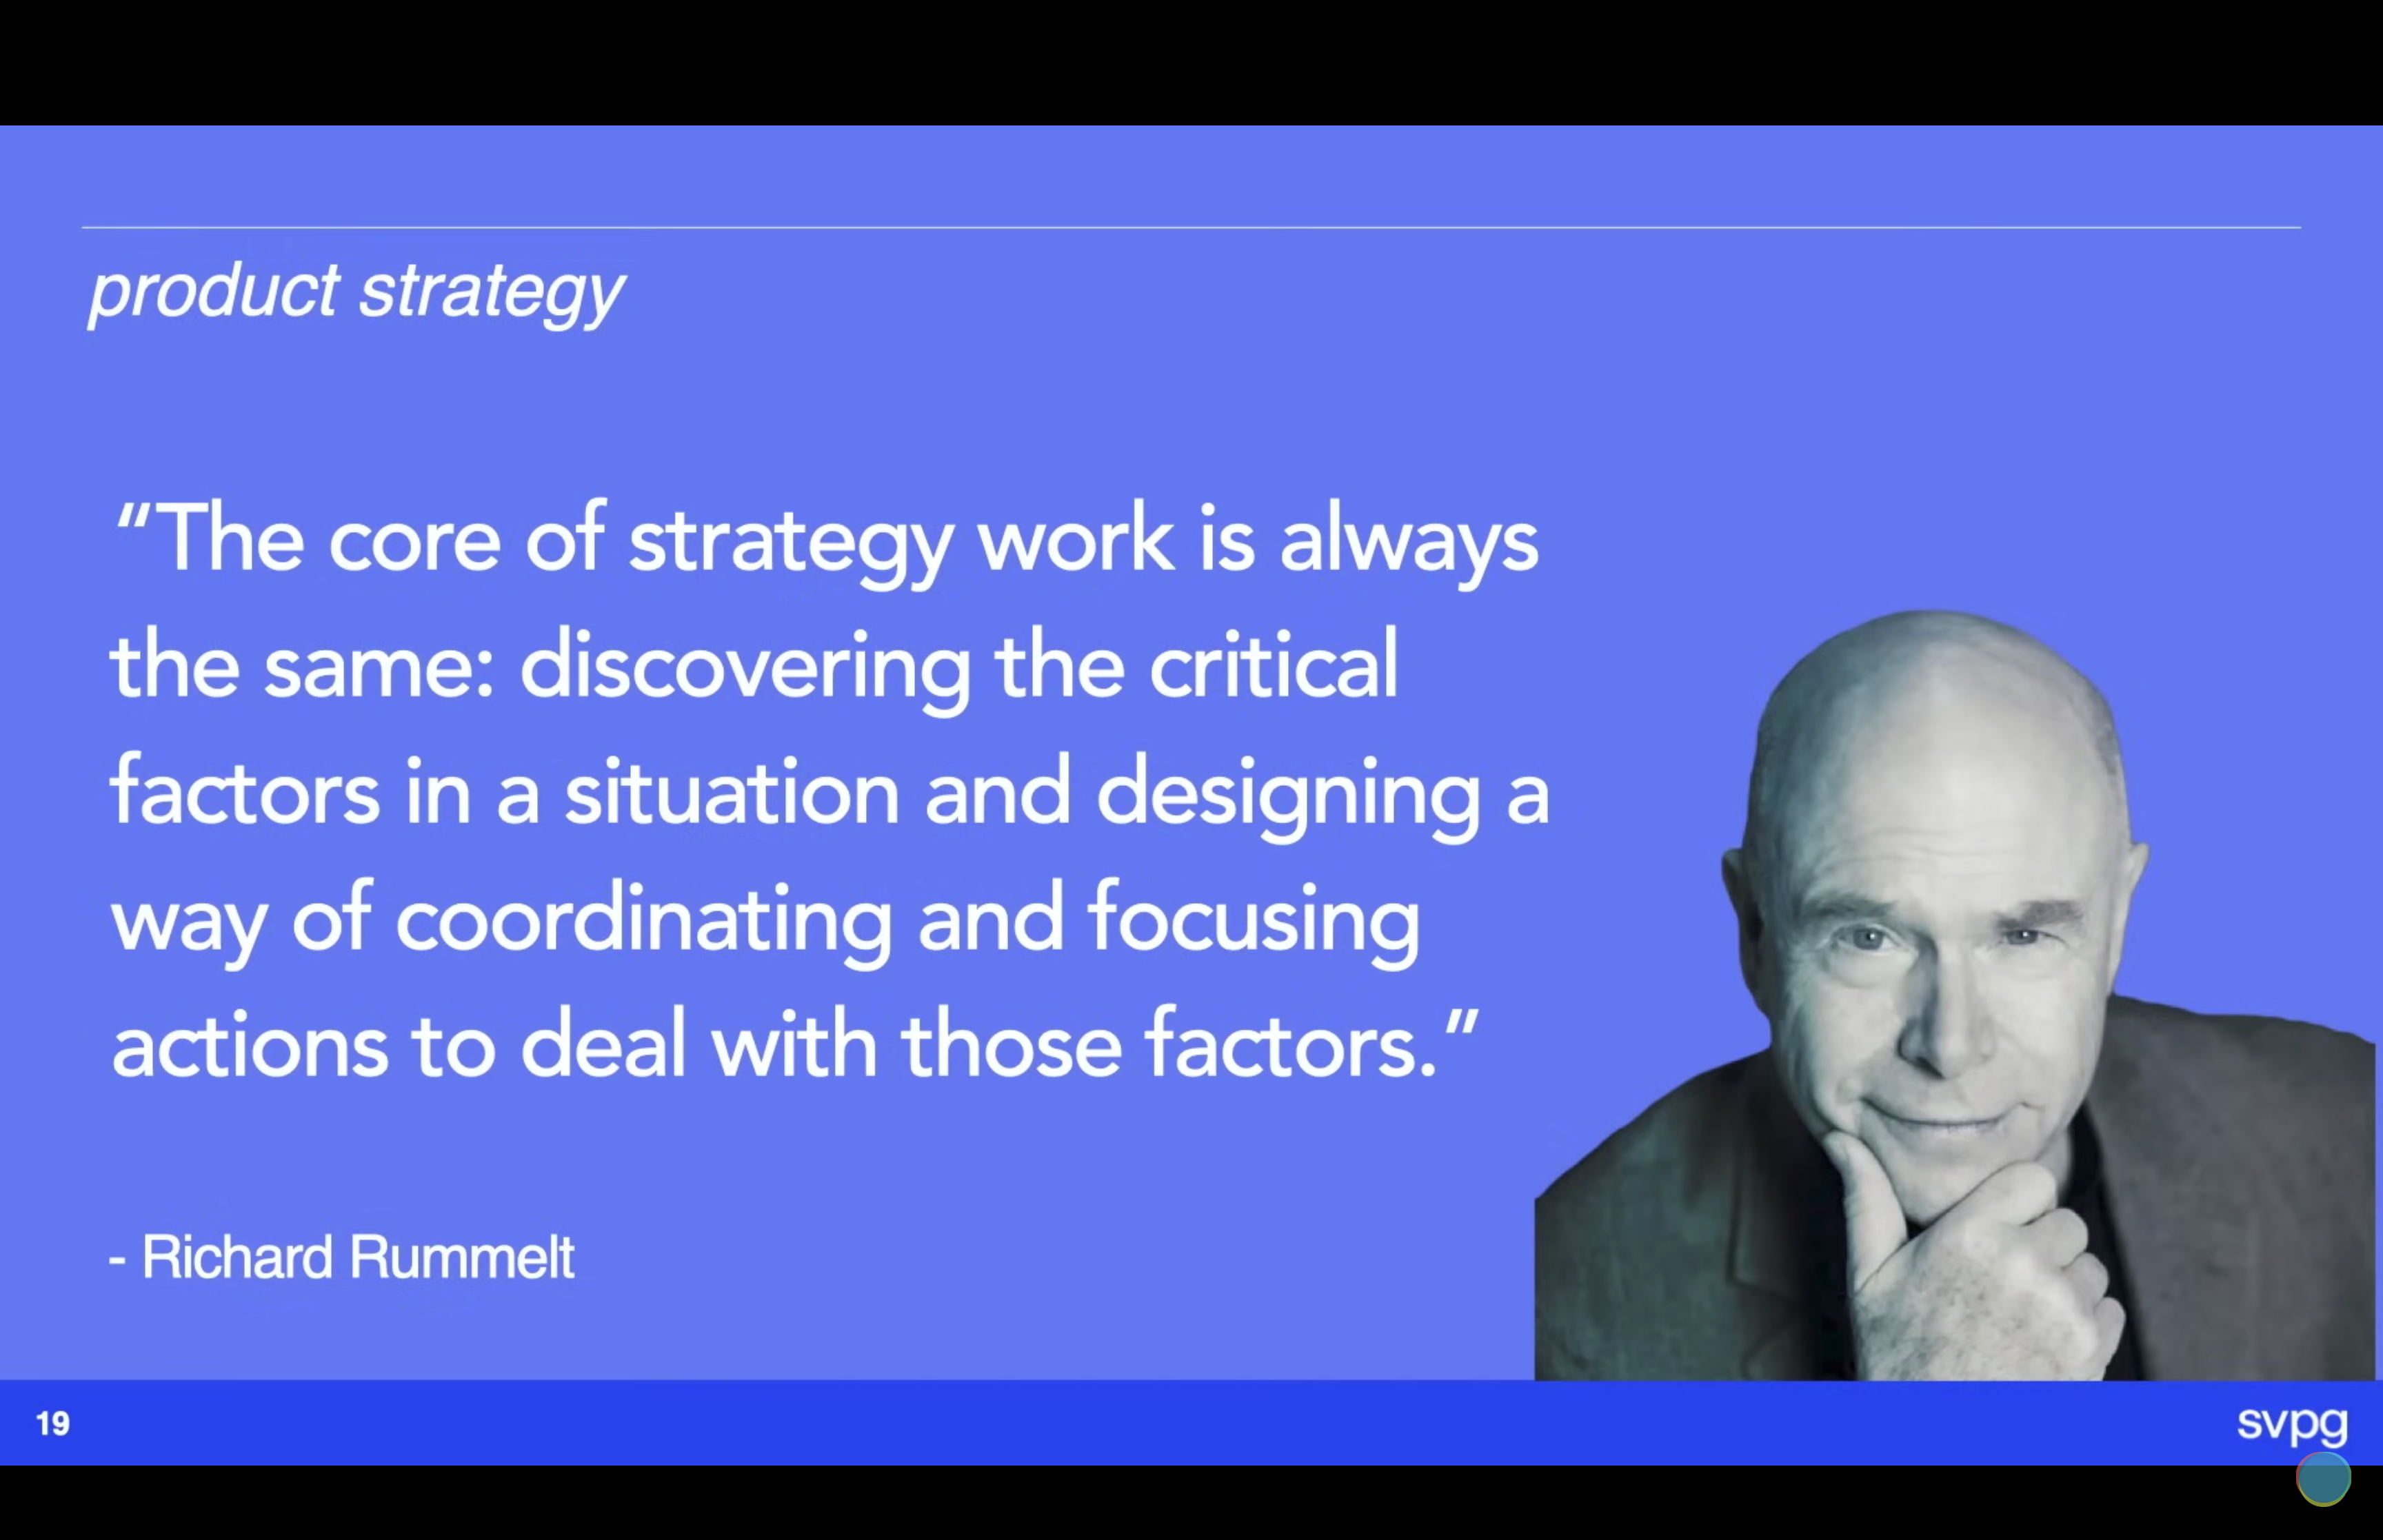 product strategy
“The core of strategy work is always
the same: discovering the critical
factors in a situation and designing a
way of coordinating and focusing
actions to deal with those factors.”
- Richard Rummelt
19
svpg